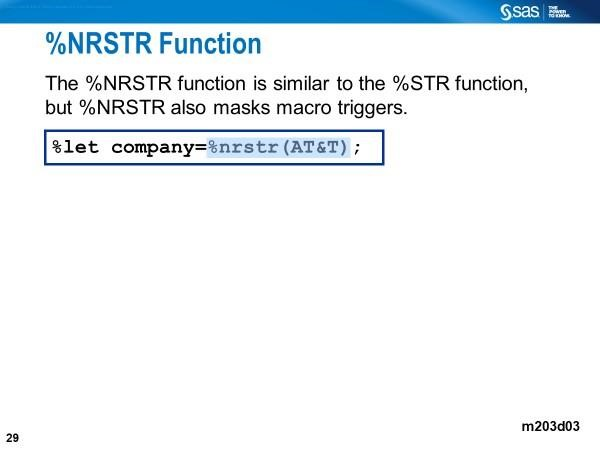 sas THE
POWER
TO KNOW.
%NRSTR Function
The %NRSTR function is similar to the %STR function,
but %NRSTR also masks macro triggers.
%let company=%nrstr(AT&T);
m203d03
29